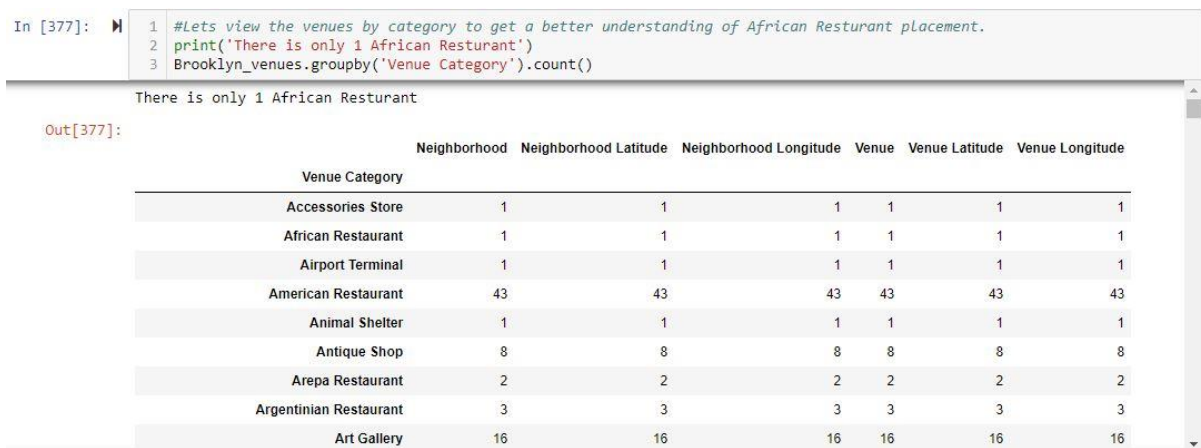 In [377]:
1 #Lets view the venues by category to get a better understanding of African Resturant placement.
2 print('There is only 1 African Resturant')
3 Brooklyn_venues.groupby('Venue Category').count()
There is only 1 African Resturant
Out[377]:
Neighborhood Neighborhood Latitude Neighborhood Longitude Venue Venue Latitude Venue Longitude
Venue Category
Accessories Store 1 1 1 1 1 1
African Restaurant 1 1 1 1 1 1
Airport Terminal 1 1 1 1 1 1
American Restaurant 43 43 43 43 43 43
Animal Shelter 1 1 1 1 1 1
Antique Shop 8 8 8 8 8 8
Arepa Restaurant 2 2 2 2 2 2
Argentinian Restaurant 3 3 3 3 3 3
Art Gallery 16 16 16 16 16 16